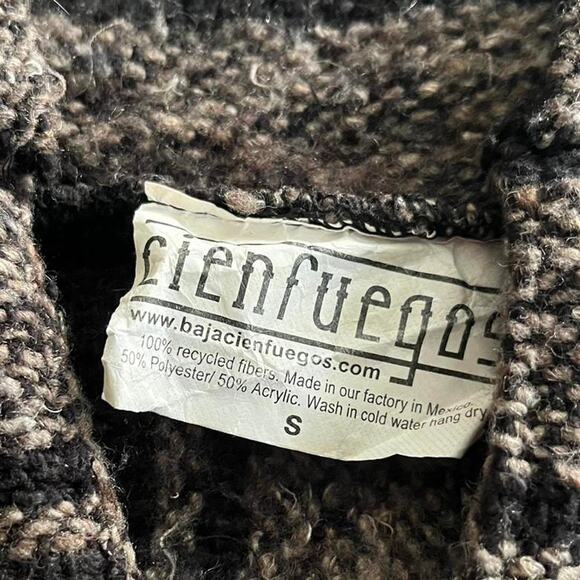 cienfuegos
www.bajacienfuegos.com
100% recycled fibers. Made in our factory in Mexico.
50% Polyester/ 50% Acrylic. Wash in cold water hang dry
S